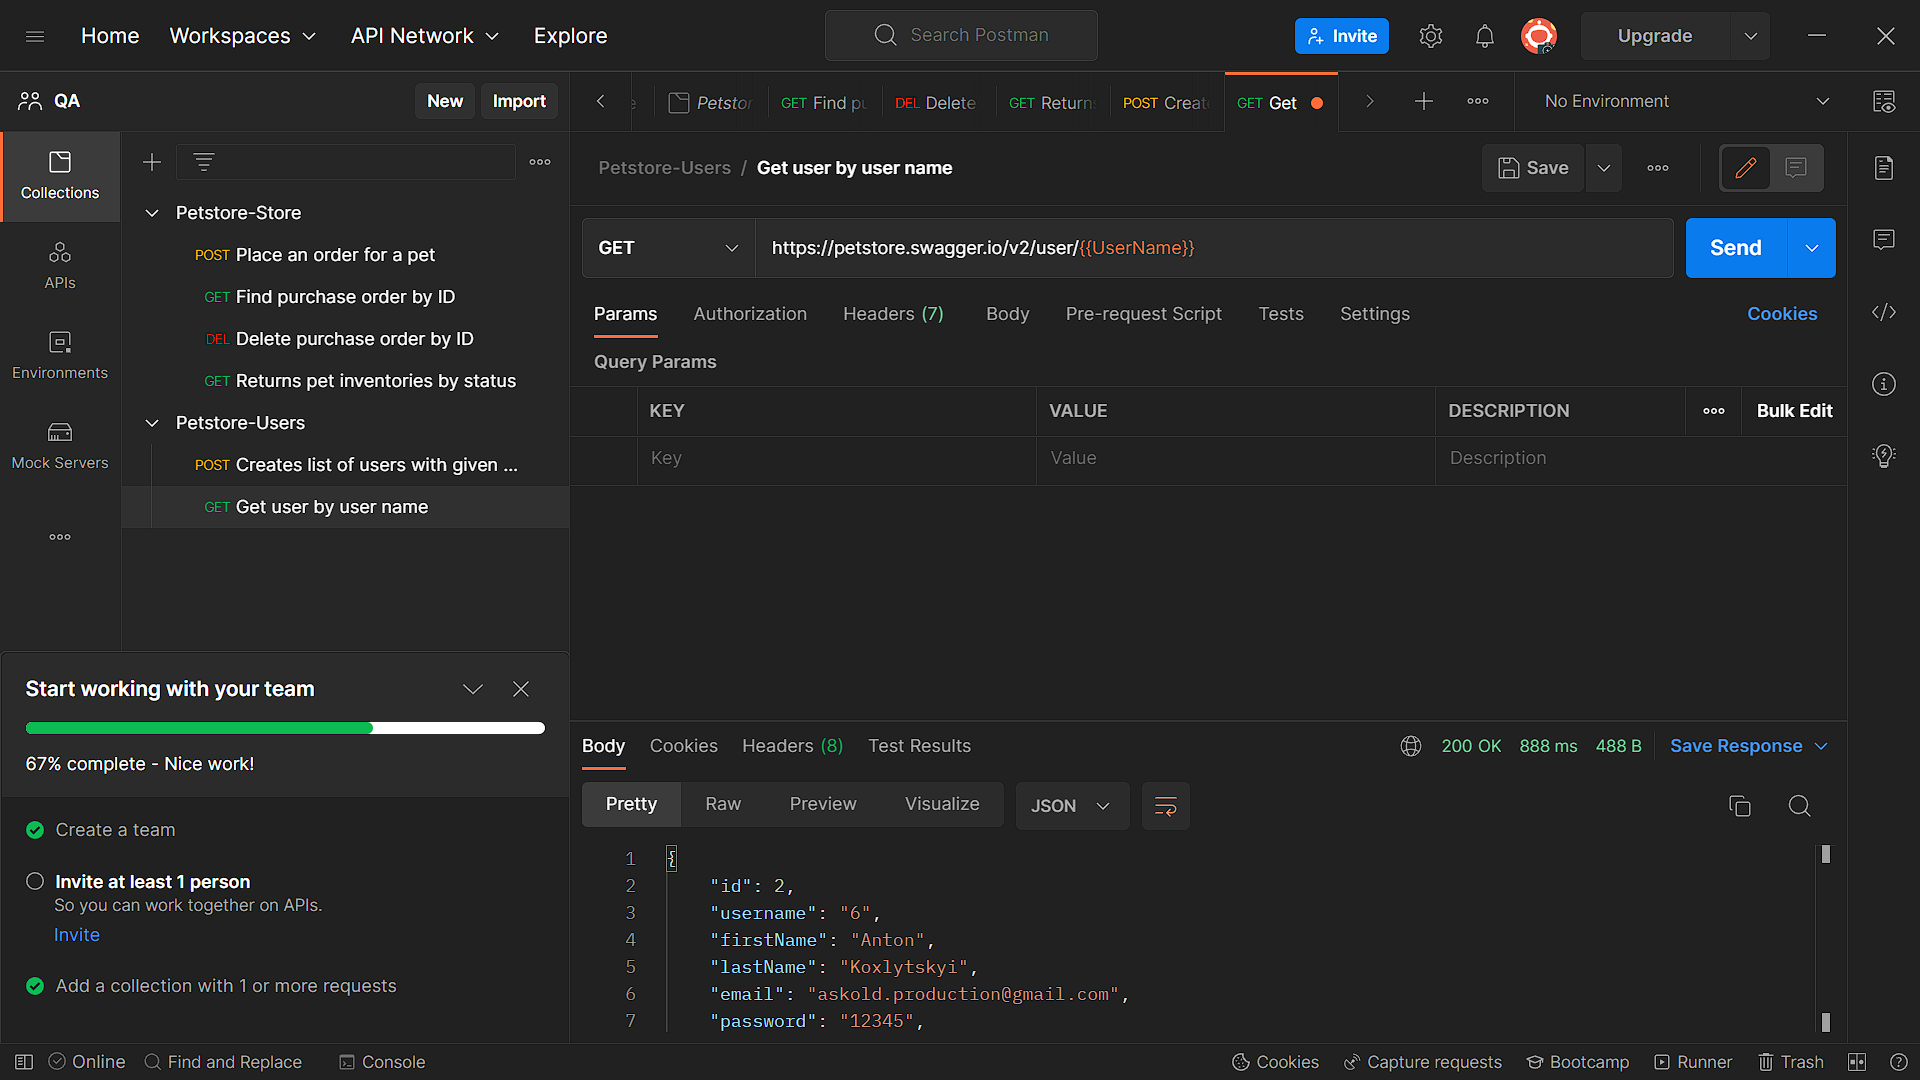 Home Workspaces API Network Explore Search Postman Invite Upgrade
QA New Import
Petstor GET Find pu DEL Delete GET Return POST Creat GET Get No Environment
Collections
APIs
Environments
Mock Servers
Petstore-Store
POST Place an order for a pet
GET Find purchase order by ID
DEL Delete purchase order by ID
GET Returns pet inventories by status
Petstore-Users
POST Creates list of users with given ...
GET Get user by user name
Start working with your team
67% complete - Nice work!
Create a team
Invite at least 1 person
So you can work together on APIs.
Invite
Add a collection with 1 or more requests
Petstore-Users / Get user by user name Save
GET https://petstore.swagger.io/v2/user/{{UserName}} Send
Params Authorization Headers (7) Body Pre-request Script Tests Settings Cookies
Query Params
KEY VALUE DESCRIPTION Bulk Edit
Key Value Description
Body Cookies Headers (8) Test Results 200 OK 888 ms 488 B Save Response
Pretty Raw Preview Visualize JSON
1 {
2 "id": 2,
3 "username": "6",
4 "firstName": "Anton",
5 "lastName": "Koxlytskyi",
6 "email": "askold.production@gmail.com",
7 "password": "12345",
Online Find and Replace Console Cookies Capture requests Bootcamp Runner Trash